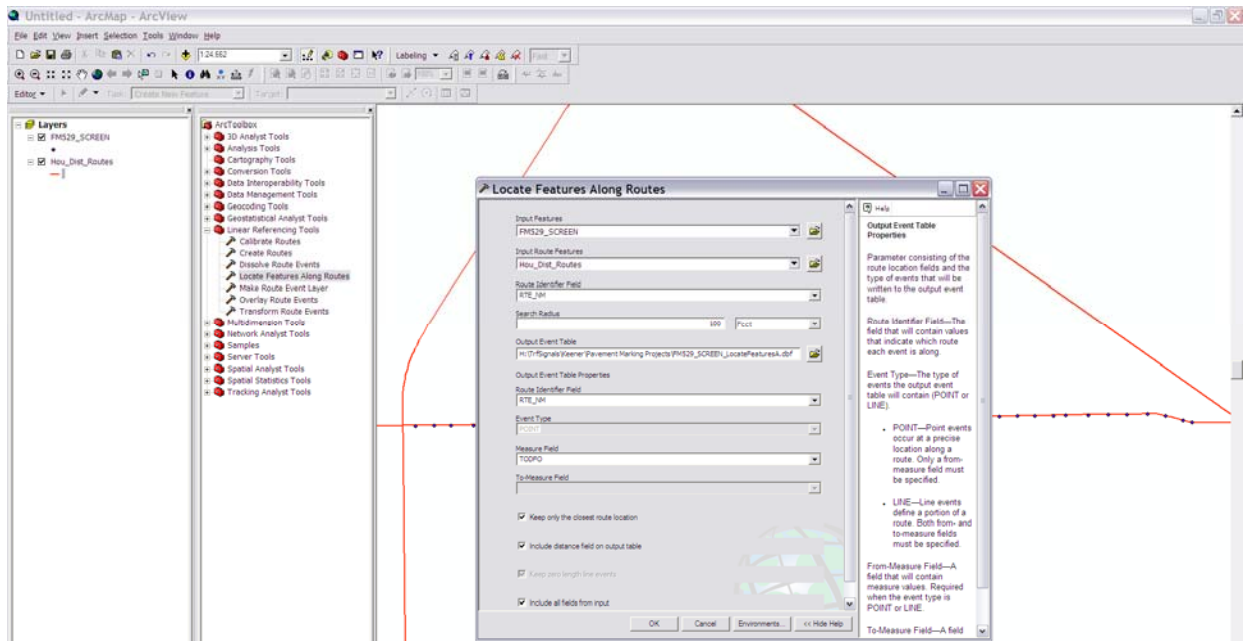 Untitled - ArcMap - ArcView
File Edit View Insert Selection Tools Window Help
1:24,662
Labeling
Fast
Editor
Task: Create New Feature
Target:
Layers
FM529_SCREEN
Hou_Dist_Routes
ArcToolbox
3D Analyst Tools
Analysis Tools
Cartography Tools
Conversion Tools
Data Interoperability Tools
Data Management Tools
Geocoding Tools
Geostatistical Analyst Tools
Linear Referencing Tools
Calibrate Routes
Create Routes
Dissolve Route Events
Locate Features Along Routes
Make Route Event Layer
Overlay Route Events
Transform Route Events
Multidimension Tools
Network Analyst Tools
Samples
Server Tools
Spatial Analyst Tools
Spatial Statistics Tools
Tracking Analyst Tools
Locate Features Along Routes
Input Features
FM529_SCREEN
Input Route Features
Hou_Dist_Routes
Route Identifier Field
RTE_NM
Search Radius
100 Feet
Output Event Table
H:\TrfSignals\Keener\Pavement Marking Projects\FM529_SCREEN_LocateFeaturesA.dbf
Output Event Table Properties
Route Identifier Field
RTE_NM
Event Type
POINT
Measure Field
TODFO
To-Measure Field
Keep only the closest route location
Include distance field on output table
Keep zero length line events
Include all fields from input
OK Cancel Environments... << Hide Help
Help
Output Event Table
Properties
Parameter consisting of the
route location fields and the
type of events that will be
written to the output event
table.
Route Identifier Field—The
field that will contain values
that indicate which route
each event is along.
Event Type—The type of
events the output event
table will contain (POINT or
LINE).
• POINT—Point events
occur at a precise
location along a
route. Only a from-
measure field must
be specified.
• LINE—Line events
define a portion of a
route. Both from- and
to-measure fields
must be specified.
From-Measure Field—A
field that will contain
measure values. Required
when the event type is
POINT or LINE.
To-Measure Field—A field